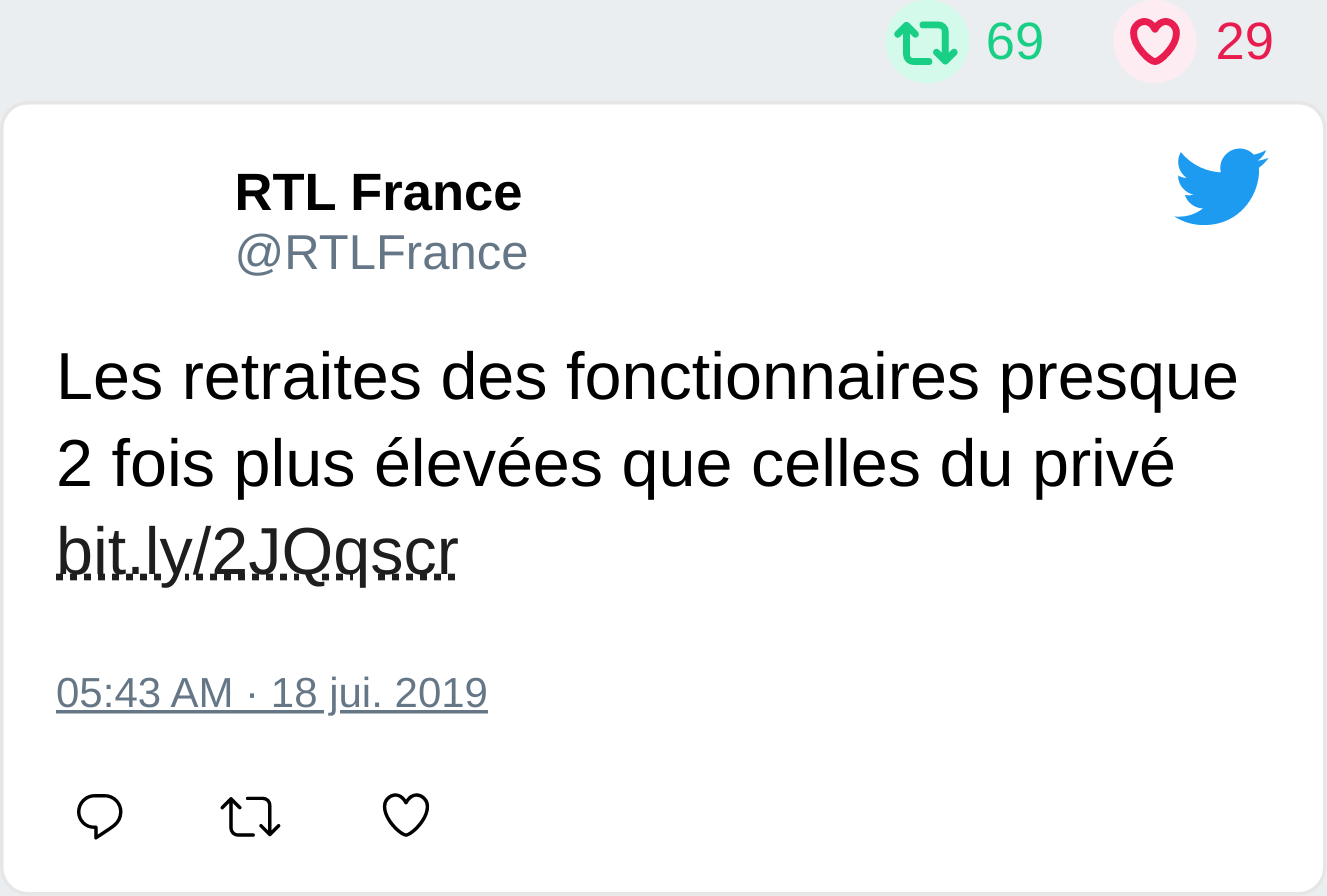 69 29
RTL France
@RTLFrance
Les retraites des fonctionnaires presque
2 fois plus élevées que celles du privé
bit.ly/2JQqscr
05:43 AM · 18 jui. 2019